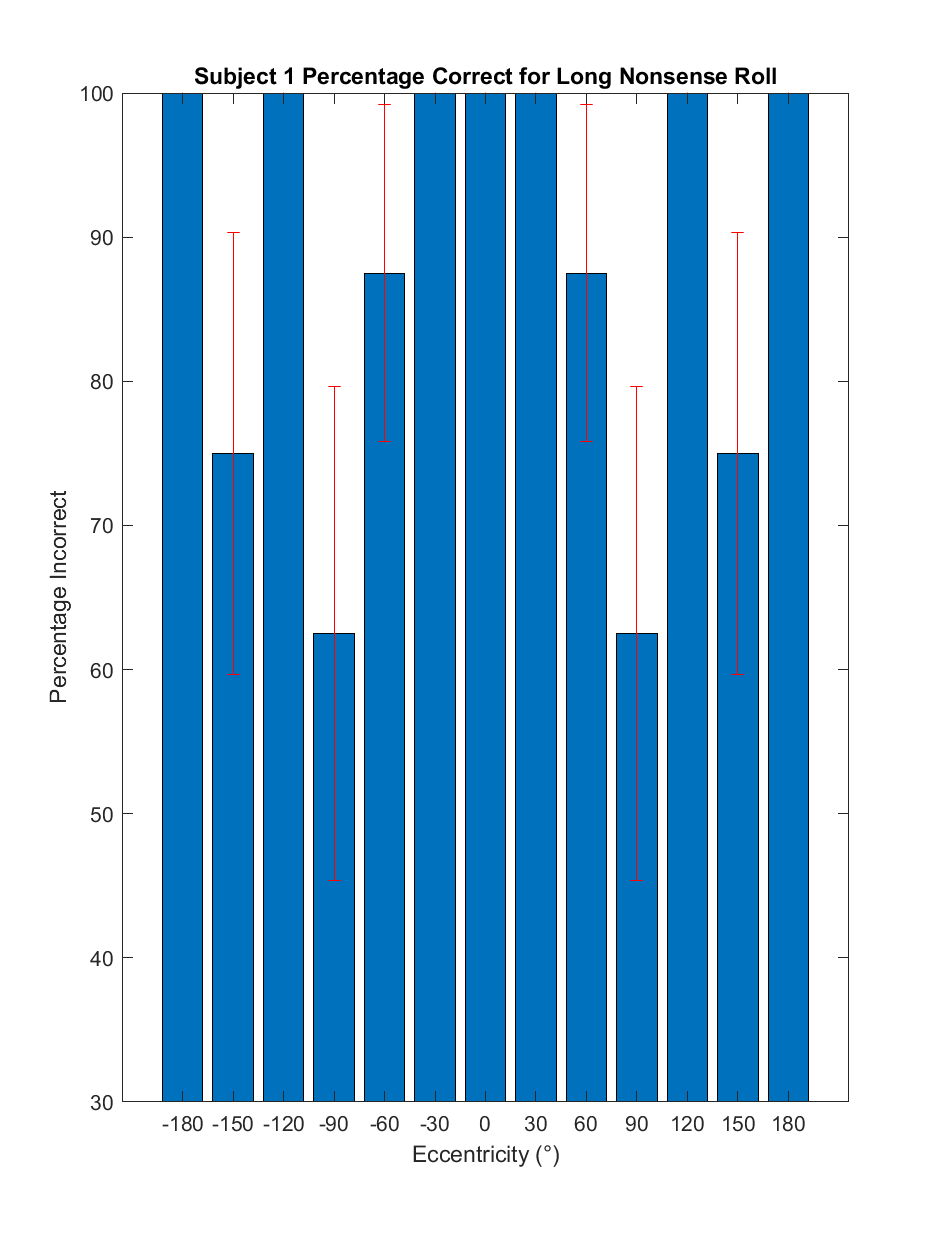 Subject 1 Percentage Correct for Long Nonsense Roll
100
90
80
70
60
50
40
30
Percentage Incorrect
-180 -150 -120 -90 -60 -30 0 30 60 90 120 150 180
Eccentricity (°)